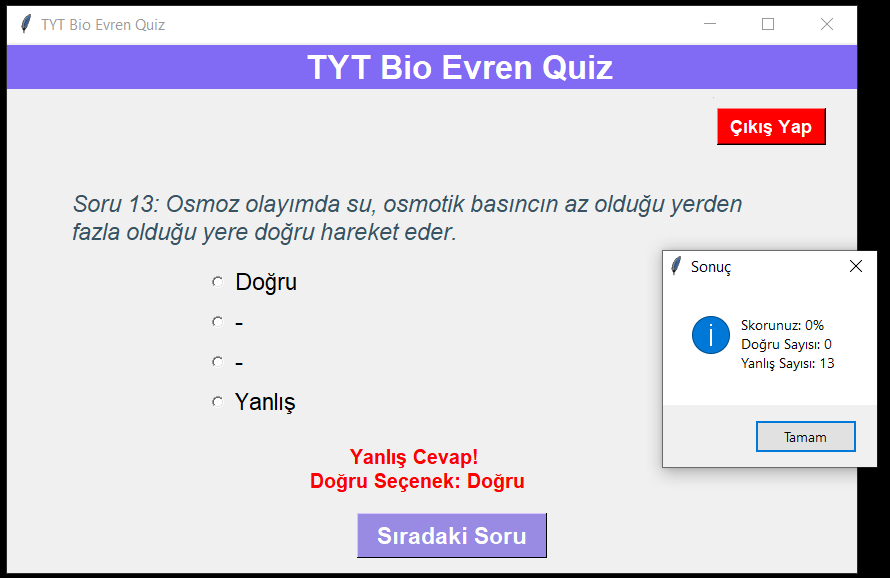 TYT Bio Evren Quiz
TYT Bio Evren Quiz
Çıkış Yap
Soru 13: Osmoz olayımda su, osmotik basıncın az olduğu yerden
fazla olduğu yere doğru hareket eder.
Doğru
-
-
Yanlış
Yanlış Cevap!
Doğru Seçenek: Doğru
Sıradaki Soru
Sonuç
Skorunuz: 0%
Doğru Sayısı: 0
Yanlış Sayısı: 13
Tamam